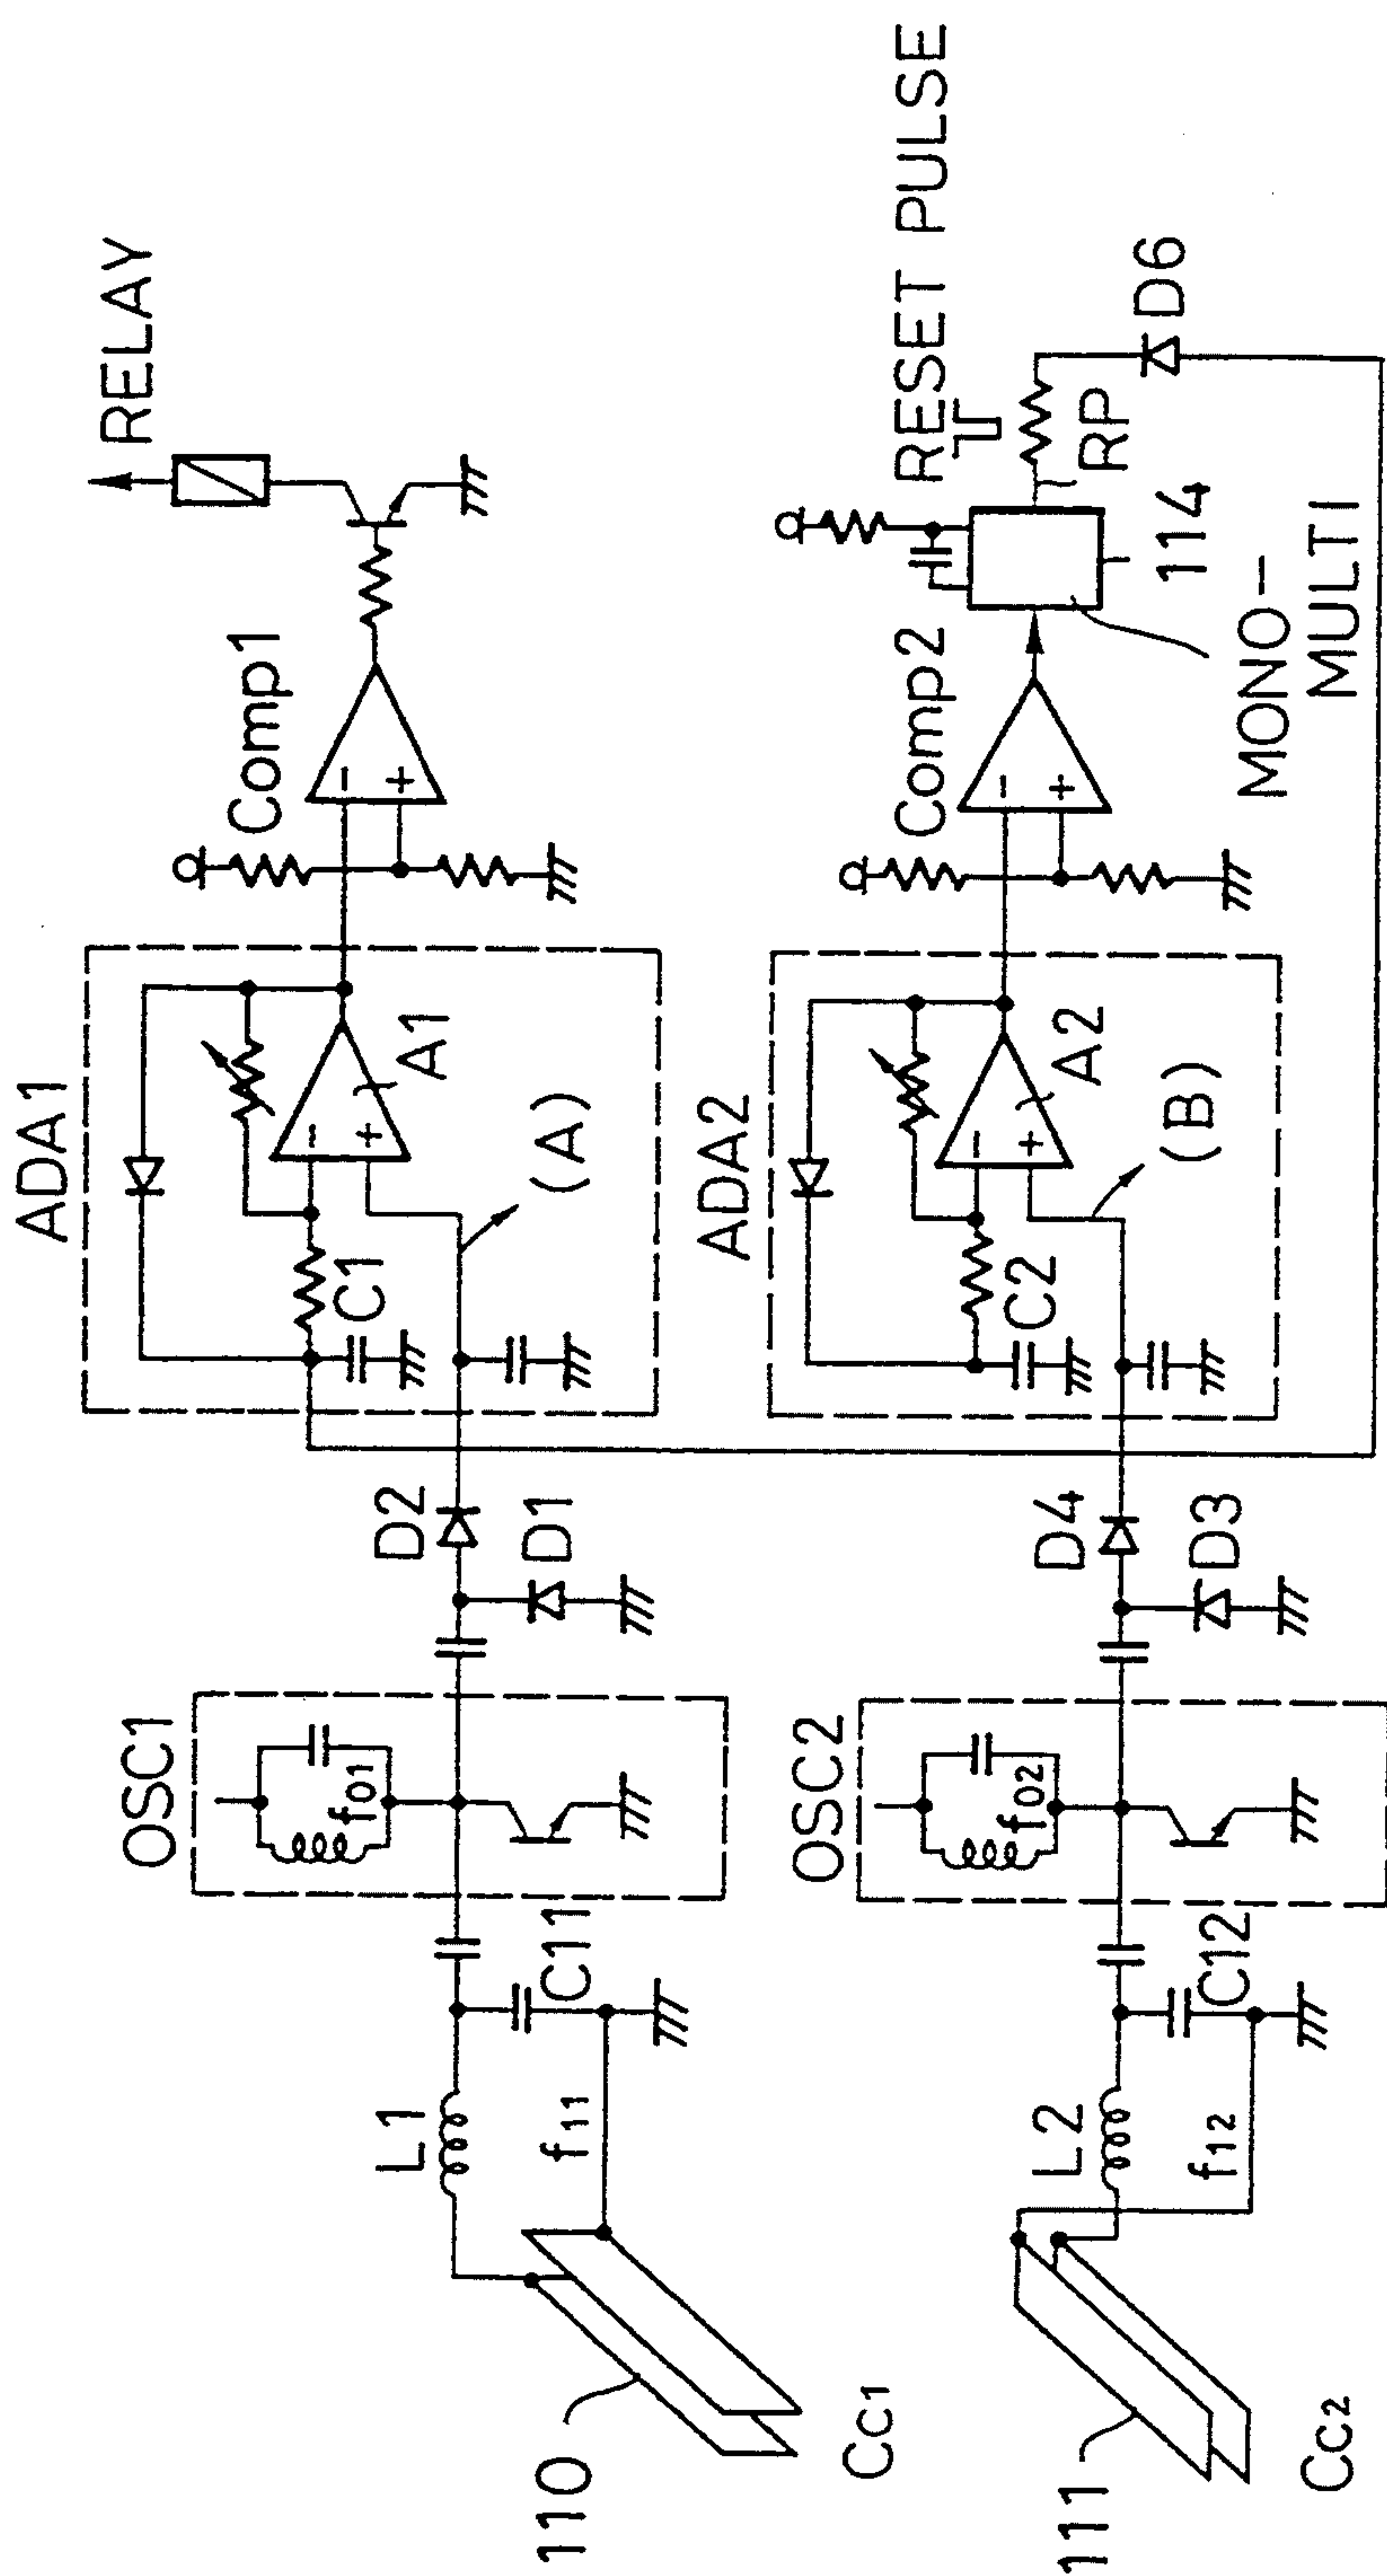 OSC1
ADA1
RELAY
Comp1
L1
C11
f01
D2
D1
C1
A1
(A)
f11
110
CC1
OSC2
ADA2
RESET PULSE
Comp2
L2
C12
f02
D4
D3
C2
A2
(B)
f12
111
CC2
RP
D6
114
MONO-
MULTI
-
+
-
+
-
+
-
+